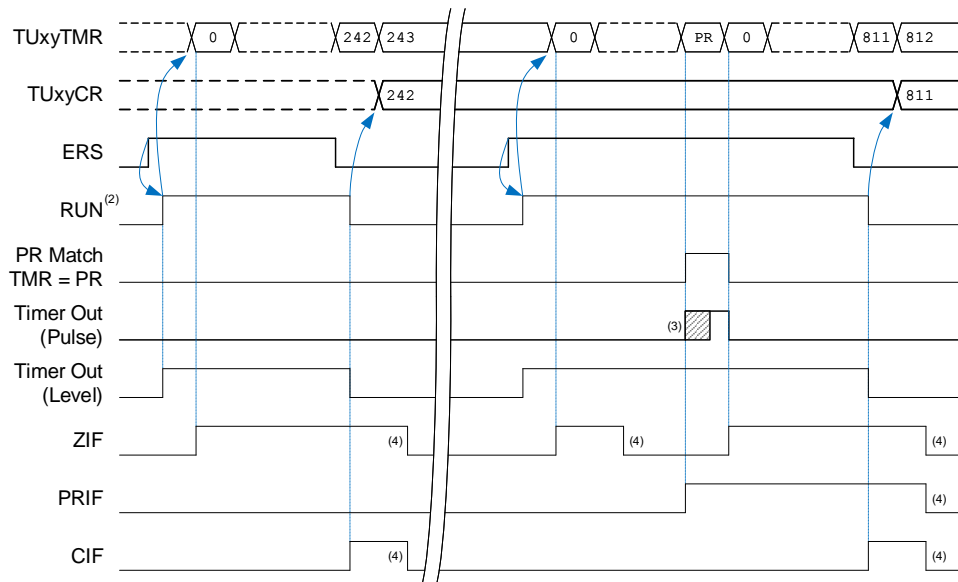 TUxyTMR 0 242 243 0 PR 0 811 812
TUxyCR 242 811
ERS
RUN(2)
PR Match
TMR = PR
Timer Out
(Pulse) (3)
Timer Out
(Level)
ZIF (4) (4) (4)
PRIF (4)
CIF (4) (4)